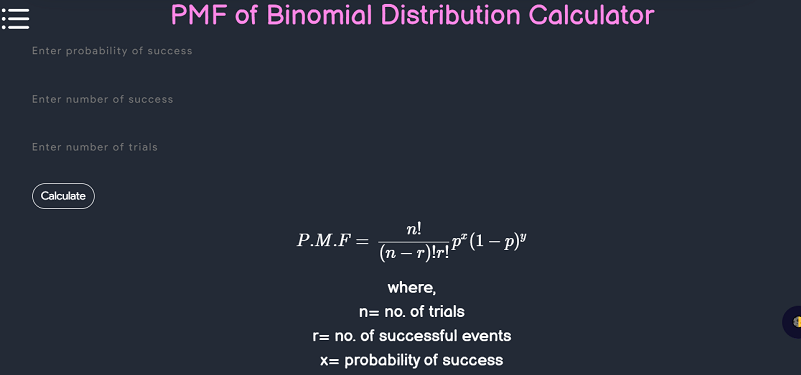 PMF of Binomial Distribution Calculator
Enter probability of success
Enter number of success
Enter number of trials
Calculate
P.M.F = n! / (n − r)!r! pˣ(1 − p)ʸ
where,
n= no. of trials
r= no. of successful events
x= probability of success